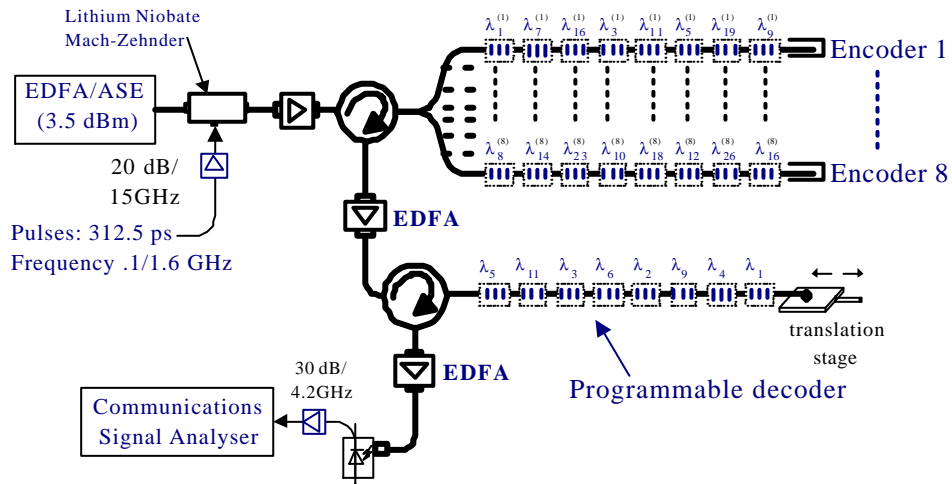 Lithium Niobate
Mach-Zehnder
EDFA/ASE
(3.5 dBm)
20 dB/
15GHz
Pulses: 312.5 ps
Frequency .1/1.6 GHz
λ₁⁽¹⁾ λ₇⁽¹⁾ λ₁₆⁽¹⁾ λ₃⁽¹⁾ λ₁₁⁽¹⁾ λ₅⁽¹⁾ λ₁₉⁽¹⁾ λ₉⁽¹⁾
Encoder 1
λ₈⁽⁸⁾ λ₁₄⁽⁸⁾ λ₂₃⁽⁸⁾ λ₁₀⁽⁸⁾ λ₁₈⁽⁸⁾ λ₁₂⁽⁸⁾ λ₂₆⁽⁸⁾ λ₁₆⁽⁸⁾
Encoder 8
EDFA
λ₅ λ₁₁ λ₃ λ₆ λ₂ λ₉ λ₄ λ₁
translation
stage
Programmable decoder
EDFA
30 dB/
4.2GHz
Communications
Signal Analyser